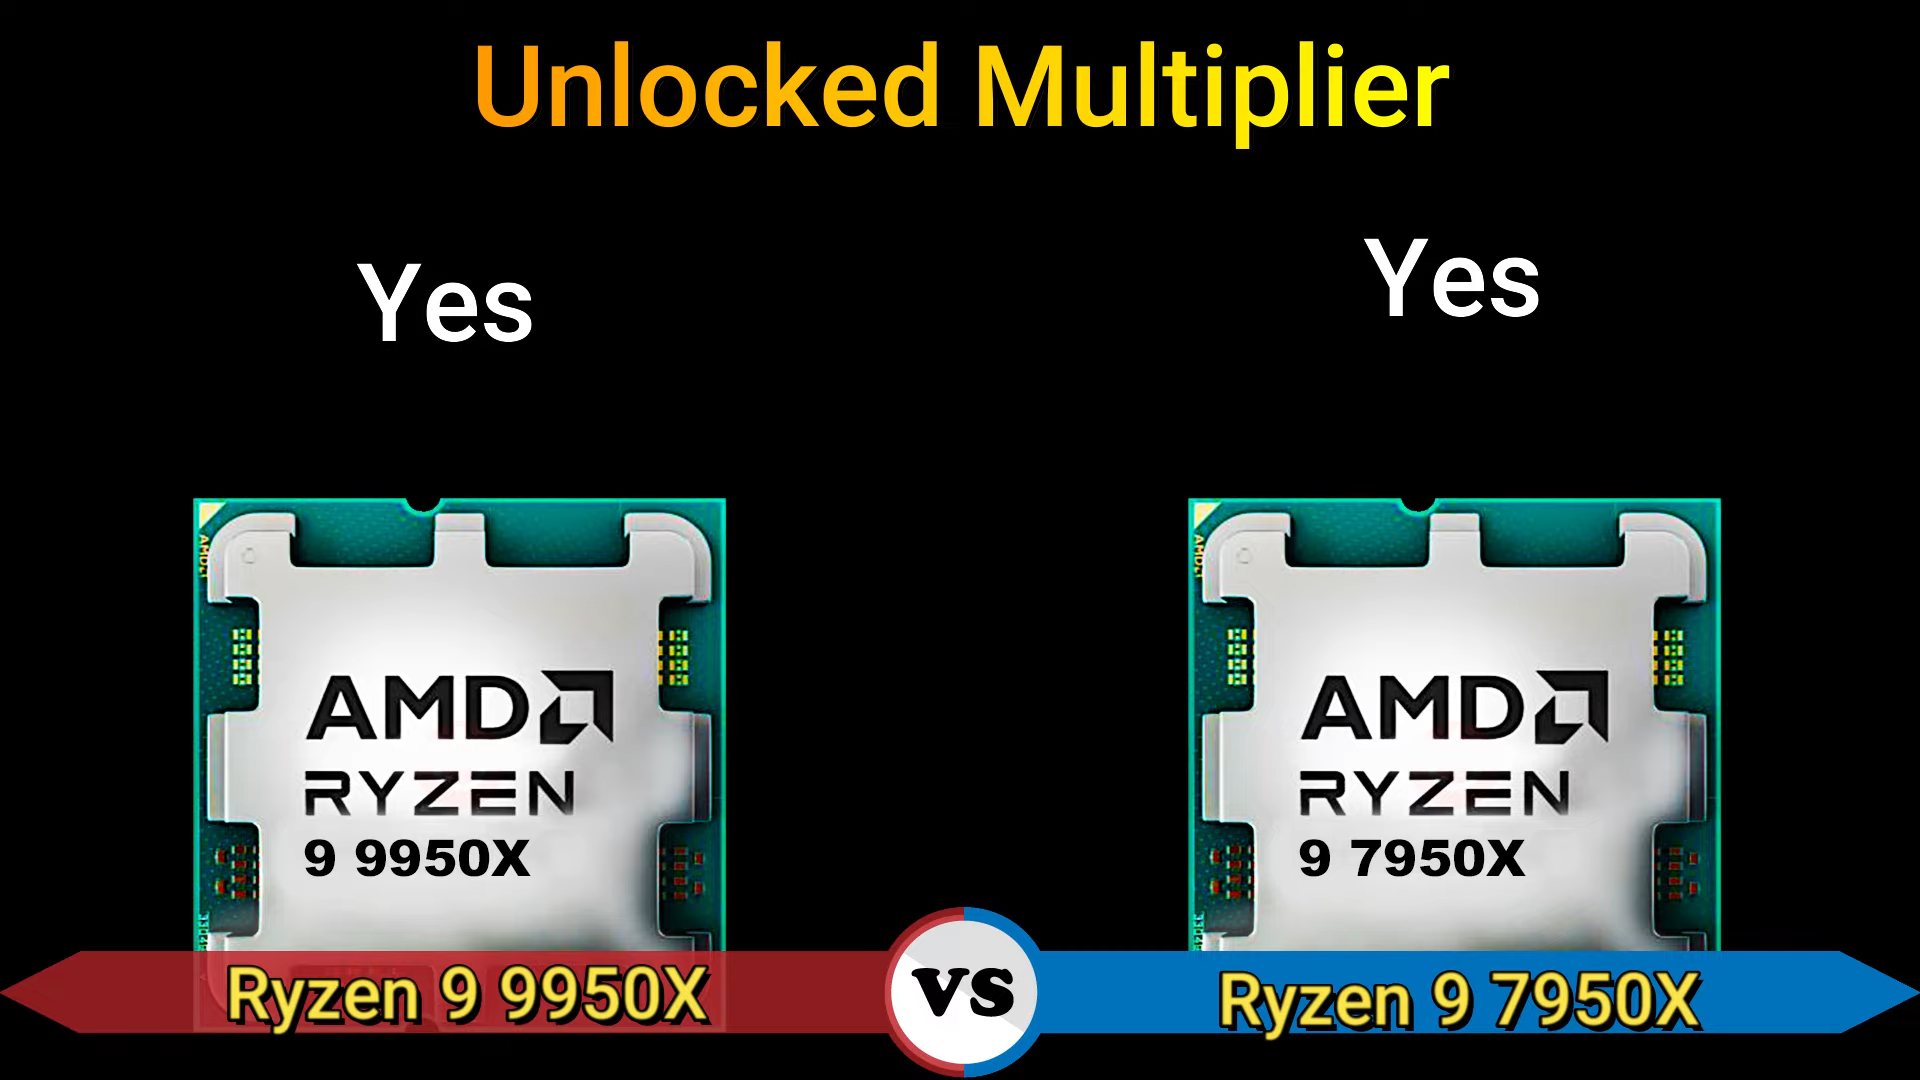 Unlocked Multiplier
Yes
Yes
AMD
RYZEN
9 9950X
AMD
RYZEN
9 7950X
Ryzen 9 9950X
VS
Ryzen 9 7950X